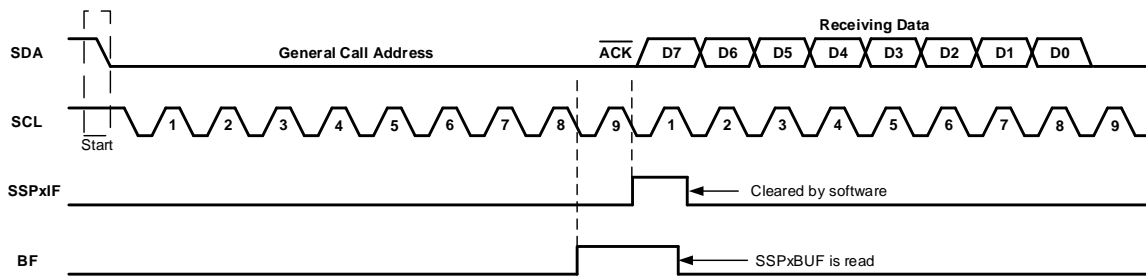 Receiving Data
SDA General Call Address ACK D7 D6 D5 D4 D3 D2 D1 D0
SCL 1 2 3 4 5 6 7 8 9 1 2 3 4 5 6 7 8 9
Start
SSPxIF Cleared by software
BF SSPxBUF is read